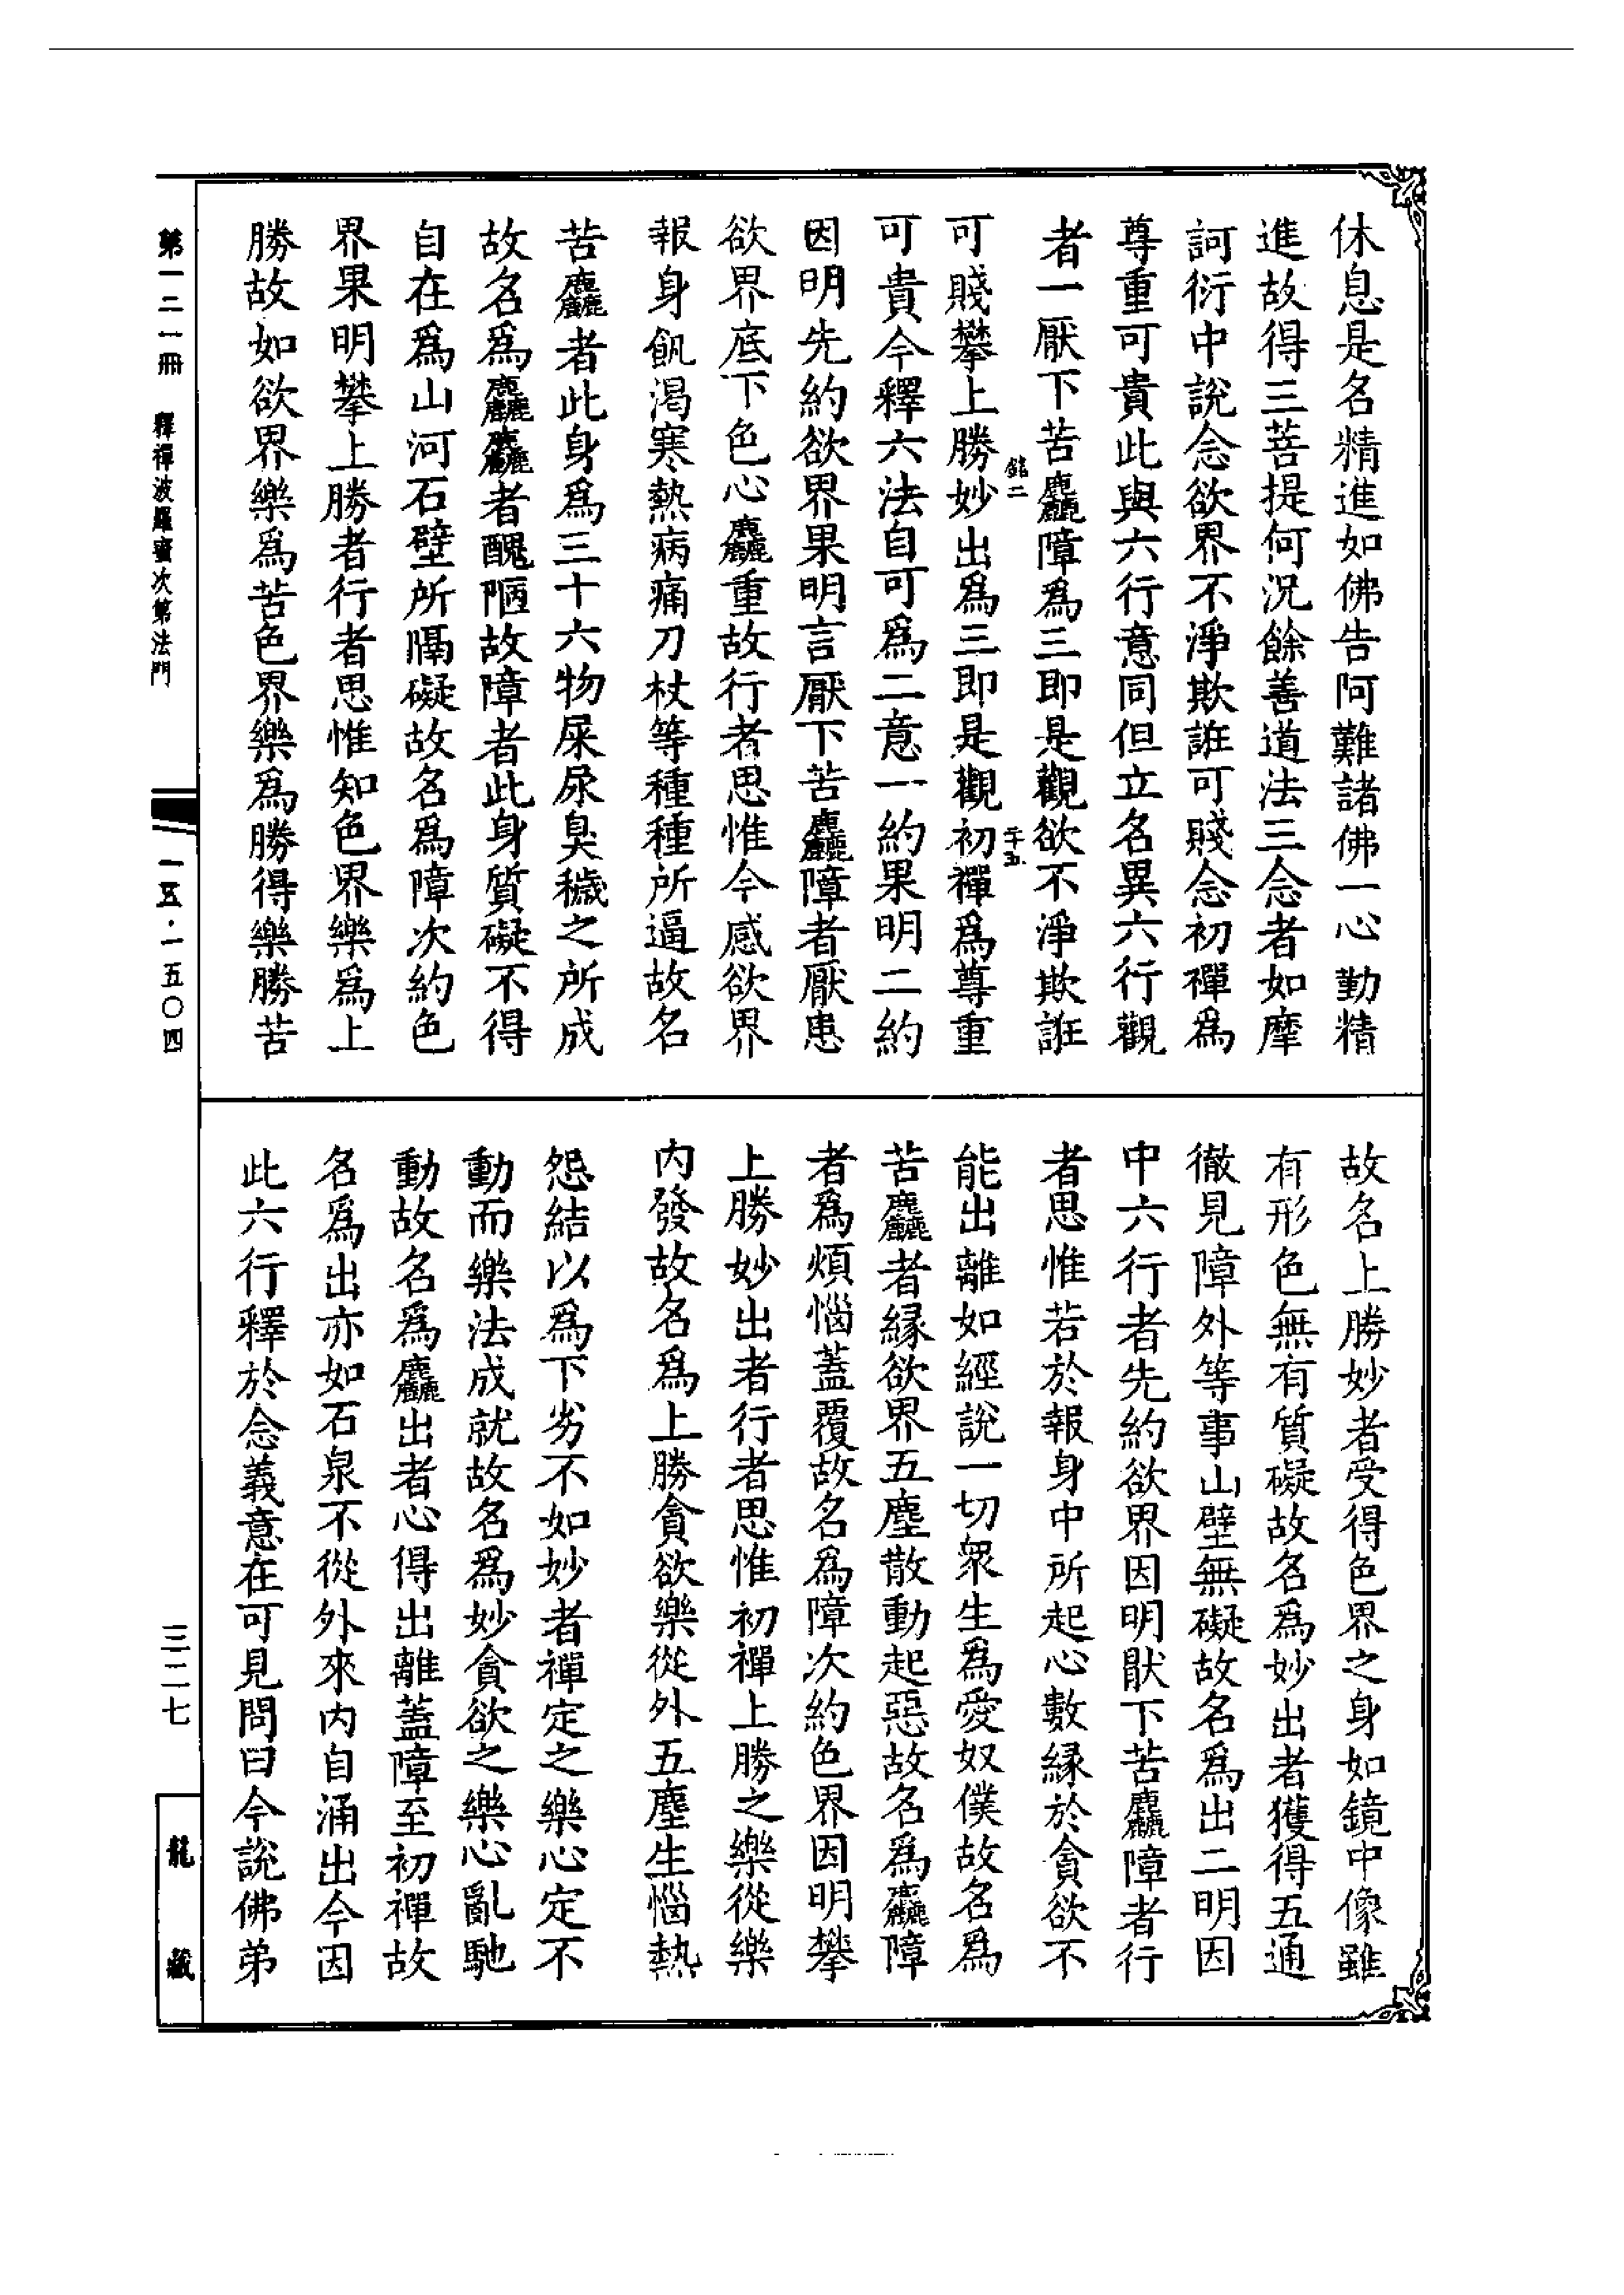 休息是名精進如佛告阿難諸佛一心勤精
進故得三菩提何況餘善道法三念者如摩
訶衍中說念欲界不淨欺誑可賤念初禪為
尊重可貴此與六行意同但立名異六行觀
者一厭下苦麤障為三即是觀欲不淨欺誑
銘二
十五
可賤攀上勝妙出為三即是觀初禪為尊重
可貴今釋六法自可為二意一約果明二約
因明先約欲界果明言厭下苦麤障者厭患
欲界底下色心麤重故行者思惟今感欲界
報身飢渴寒熱病痛刀杖等種種所逼故名
苦麤者此身為三十六物屎尿臭穢之所成
故名為麤麤者醜陋故障者此身質礙不得
自在為山河石壁所隔礙故名為障次約色
界果明攀上勝者行者思惟知色界樂為上
勝故如欲界樂為苦色界樂為勝得樂勝苦
故名上勝妙者受得色界之身如鏡中像雖
有形色無有質礙故名為妙出者獲得五通
徹見障外等事山壁無礙故名為出二明因
中六行者先約欲界因明猒下苦麤障者行
者思惟若於報身中所起心數緣於貪欲不
能出離如經說一切眾生為愛奴僕故名為
苦麤者緣欲界五塵散動起惡故名為麤障
者為煩惱蓋覆故名為障次約色界因明攀
上勝妙出者行者思惟初禪上勝之樂從樂
內發故名為上勝貪欲樂從外五塵生惱熱
怨結以為下劣不如妙者禪定之樂心定不
動而樂法成就故名為妙貪欲之樂心亂馳
動故名為麤出者心得出離蓋障至初禪故
名為出亦如石泉不從外來內自涌出今因
此六行釋於念義意在可見問曰今說佛弟
第一二一冊
釋禪波羅蜜次第法門
一五·一五〇四
三二七
龍藏